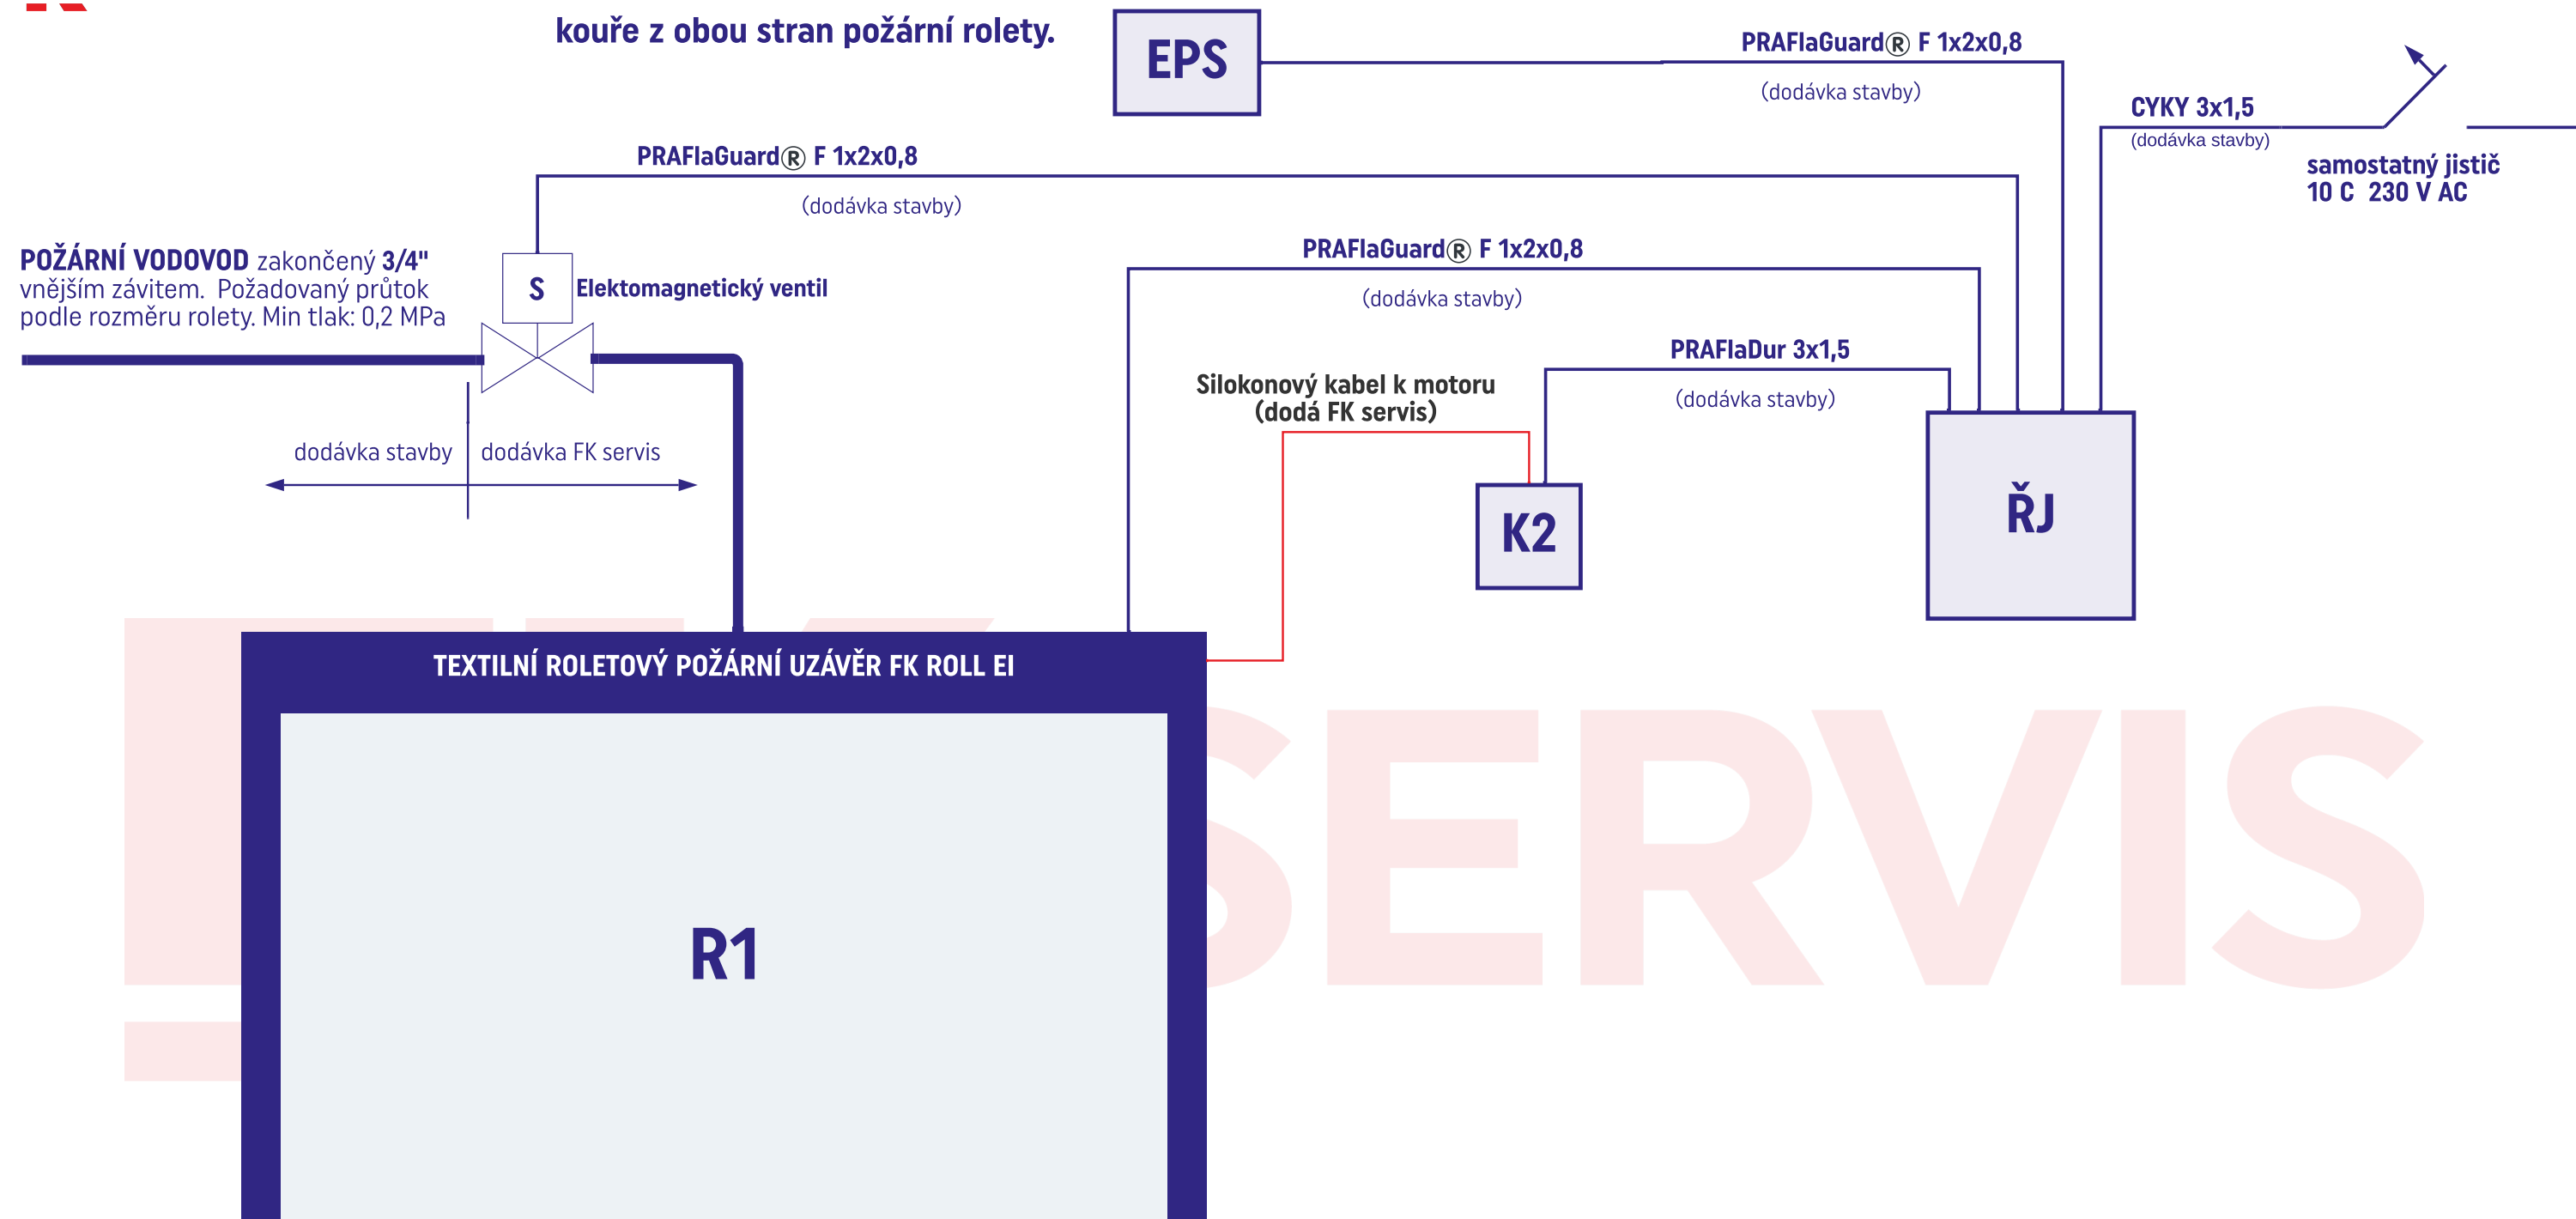 kouře z obou stran požární rolety.
EPS
PRAFlaGuard® F 1x2x0,8
(dodávka stavby)
CYKY 3x1,5
(dodávka stavby)
samostatný jistič
10 C  230 V AC
PRAFlaGuard® F 1x2x0,8
(dodávka stavby)
POŽÁRNÍ VODOVOD zakončený 3/4"
vnějším závitem.  Požadovaný průtok
podle rozměru rolety. Min tlak: 0,2 MPa
S
Elektomagnetický ventil
PRAFlaGuard® F 1x2x0,8
(dodávka stavby)
PRAFlaDur 3x1,5
(dodávka stavby)
Silokonový kabel k motoru
(dodá FK servis)
dodávka stavby
dodávka FK servis
K2
ŘJ
TEXTILNÍ ROLETOVÝ POŽÁRNÍ UZÁVĚR FK ROLL EI
R1
SERVIS